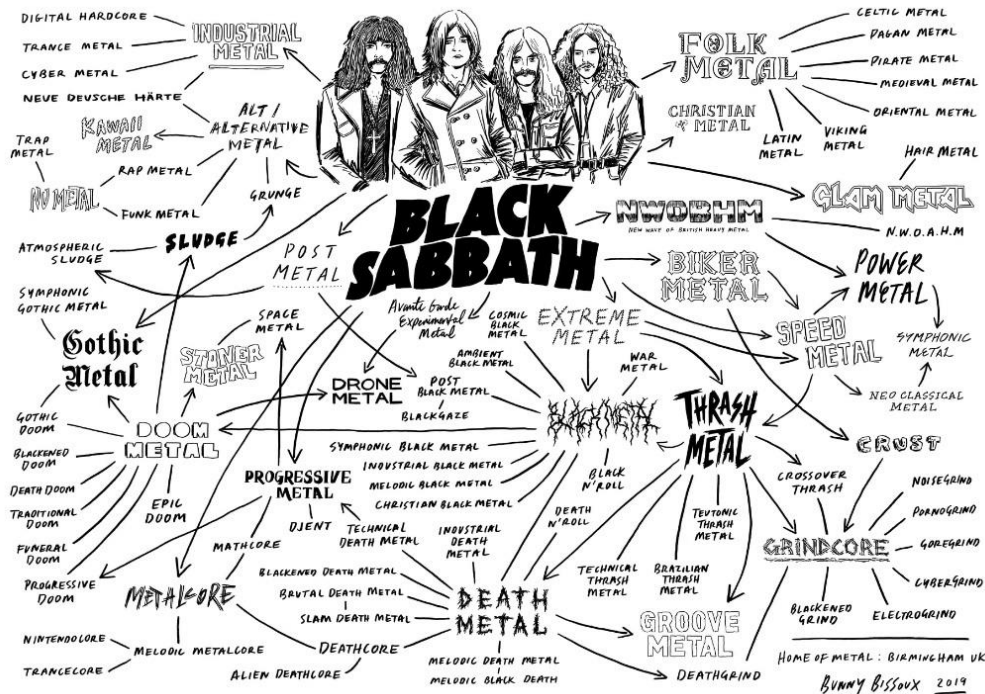 DIGITAL HARDCORE
TRANCE METAL
CYBER METAL
NEUE DEUSCHE HÄRTE
INDUSTRIAL
METAL
ALT /
ALTERNATIVE
METAL
KAWAII
METAL
TRAP
METAL
NU METAL
RAP METAL
FUNK METAL
GRUNGE
SLUDGE
ATMOSPHERIC
SLUDGE
POST
METAL
BLACK
SABBATH
FOLK
METAL
CELTIC METAL
PAGAN METAL
PIRATE METAL
MEDIEVAL METAL
ORIENTAL METAL
VIKING
METAL
LATIN
METAL
CHRISTIAN
METAL
HAIR METAL
GLAM METAL
N.W.O.A.H.M
NWOBHM
NEW WAVE OF BRITISH HEAVY METAL
BIKER
METAL
POWER
METAL
SPEED
METAL
SYMPHONIC
METAL
NEO CLASSICAL
METAL
SYMPHONIC
GOTHIC METAL
Gothic
Metal
STONER
METAL
SPACE
METAL
Avante Garde
Experimental
Metal
COSMIC
BLACK
METAL
EXTREME
METAL
AMBIENT
BLACK METAL
WAR
METAL
DRONE
METAL
POST
BLACK METAL
/
BLACKGAZE
BLACK METAL
THRASH
METAL
CRUST
GOTHIC
DOOM
BLACKENED
DOOM
DEATH DOOM
TRADITIONAL
DOOM
FUNERAL
DOOM
PROGRESSIVE
DOOM
DOOM
METAL
EPIC
DOOM
SYMPHONIC BLACK METAL
INDUSTRIAL BLACK METAL
MELODIC BLACK METAL
CHRISTIAN BLACK METAL
BLACK
N'ROLL
PROGRESSIVE
METAL
DJENT
MATHCORE
TECHNICAL
DEATH METAL
INDUSTRIAL
DEATH
METAL
DEATH
N'ROLL
TEUTONIC
THRASH
METAL
TECHNICAL
THRASH
METAL
BRAZILIAN
THRASH
METAL
CROSSOVER
THRASH
NOISEGRIND
PORNOGRIND
GOREGRIND
CYBERGRIND
ELECTROGRIND
BLACKENED
GRIND
GRINDCORE
BLACKENED DEATH METAL
BRUTAL DEATH METAL
SLAM DEATH METAL
DEATH
METAL
GROOVE
METAL
METALCORE
NINTENDOCORE
TRANCECORE
MELODIC METALCORE
DEATHCORE
ALIEN DEATHCORE
MELODIC DEATH METAL
MELODIC BLACK DEATH
DEATHGRIND
HOME OF METAL : BIRMINGHAM UK
BUNNY BISSOUX 2019